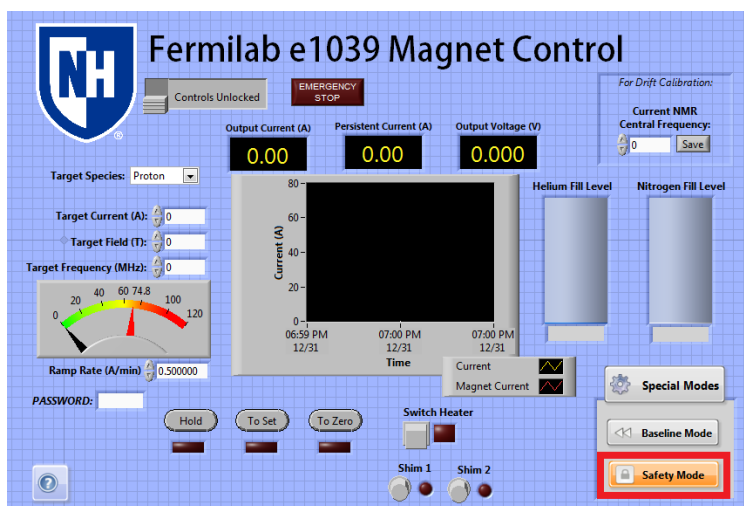 NH
®
Fermilab e1039 Magnet Control
Controls Unlocked
EMERGENCY
STOP
For Drift Calibration:
Current NMR
Central Frequency:
0
Save
Output Current (A)
Persistent Current (A)
Output Voltage (V)
0.00
0.00
0.000
Target Species:
Proton
Target Current (A):
0
Target Field (T):
0
Target Frequency (MHz):
0
0
20
40
60
74.8
100
120
Ramp Rate (A/min)
0.500000
PASSWORD:
80
60
40
20
0
Current (A)
06:59 PM
12/31
07:00 PM
12/31
07:00 PM
12/31
Time
Current
Magnet Current
Helium Fill Level
Nitrogen Fill Level
Hold
To Set
To Zero
Switch Heater
Shim 1
Shim 2
Special Modes
Baseline Mode
Safety Mode
?